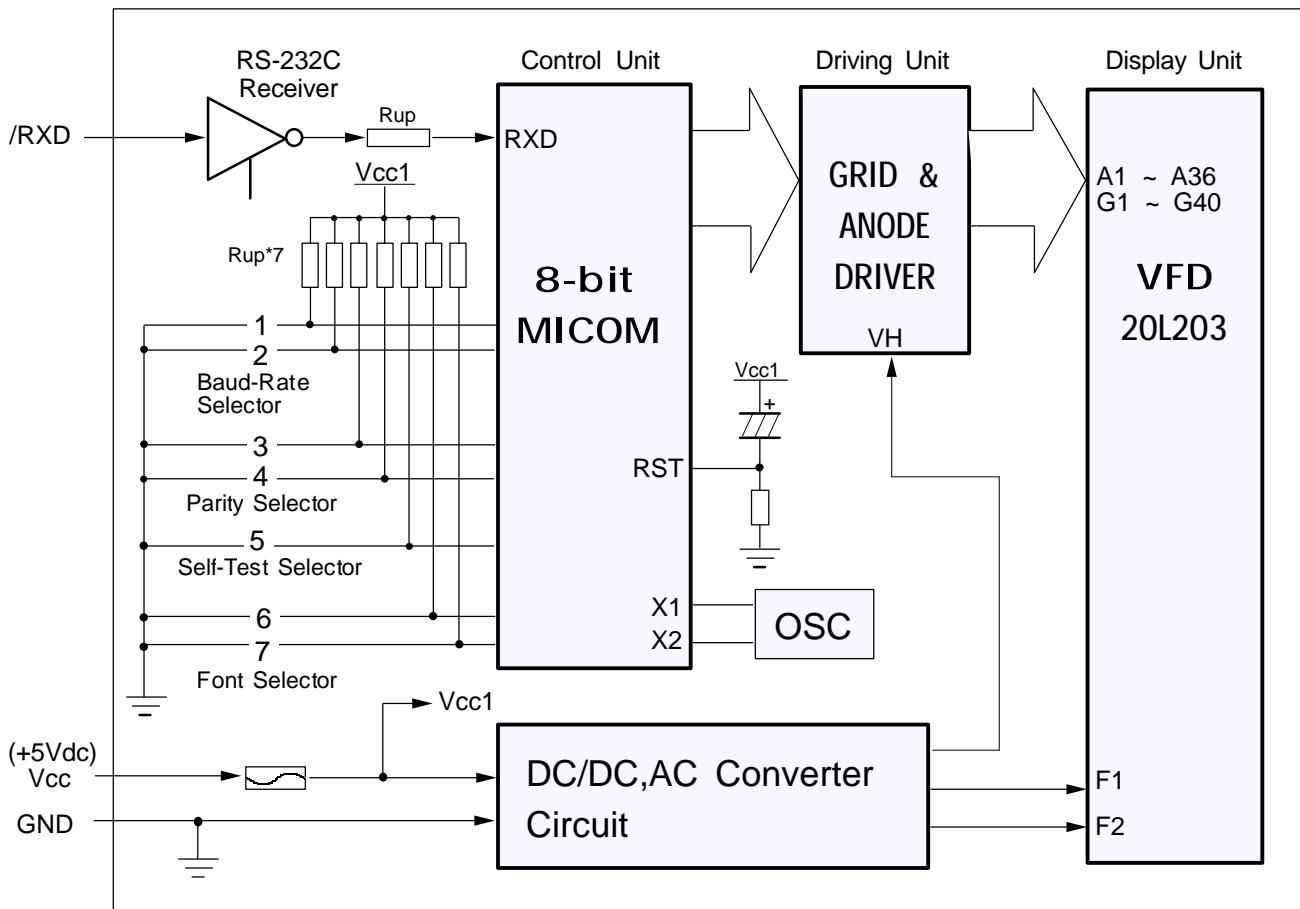 RS-232C
Receiver
Control Unit
Driving Unit
Display Unit
/RXD
Rup
RXD
Vcc1
Rup*7
GRID &
ANODE
DRIVER
VH
A1 ~ A36
G1 ~ G40
VFD
20L203
8-bit
MICOM
1
2
Baud-Rate
Selector
3
4
Parity Selector
5
Self-Test Selector
6
7
Font Selector
Vcc1
+
RST
X1
X2
OSC
Vcc1
(+5Vdc)
Vcc
GND
DC/DC,AC Converter
Circuit
F1
F2